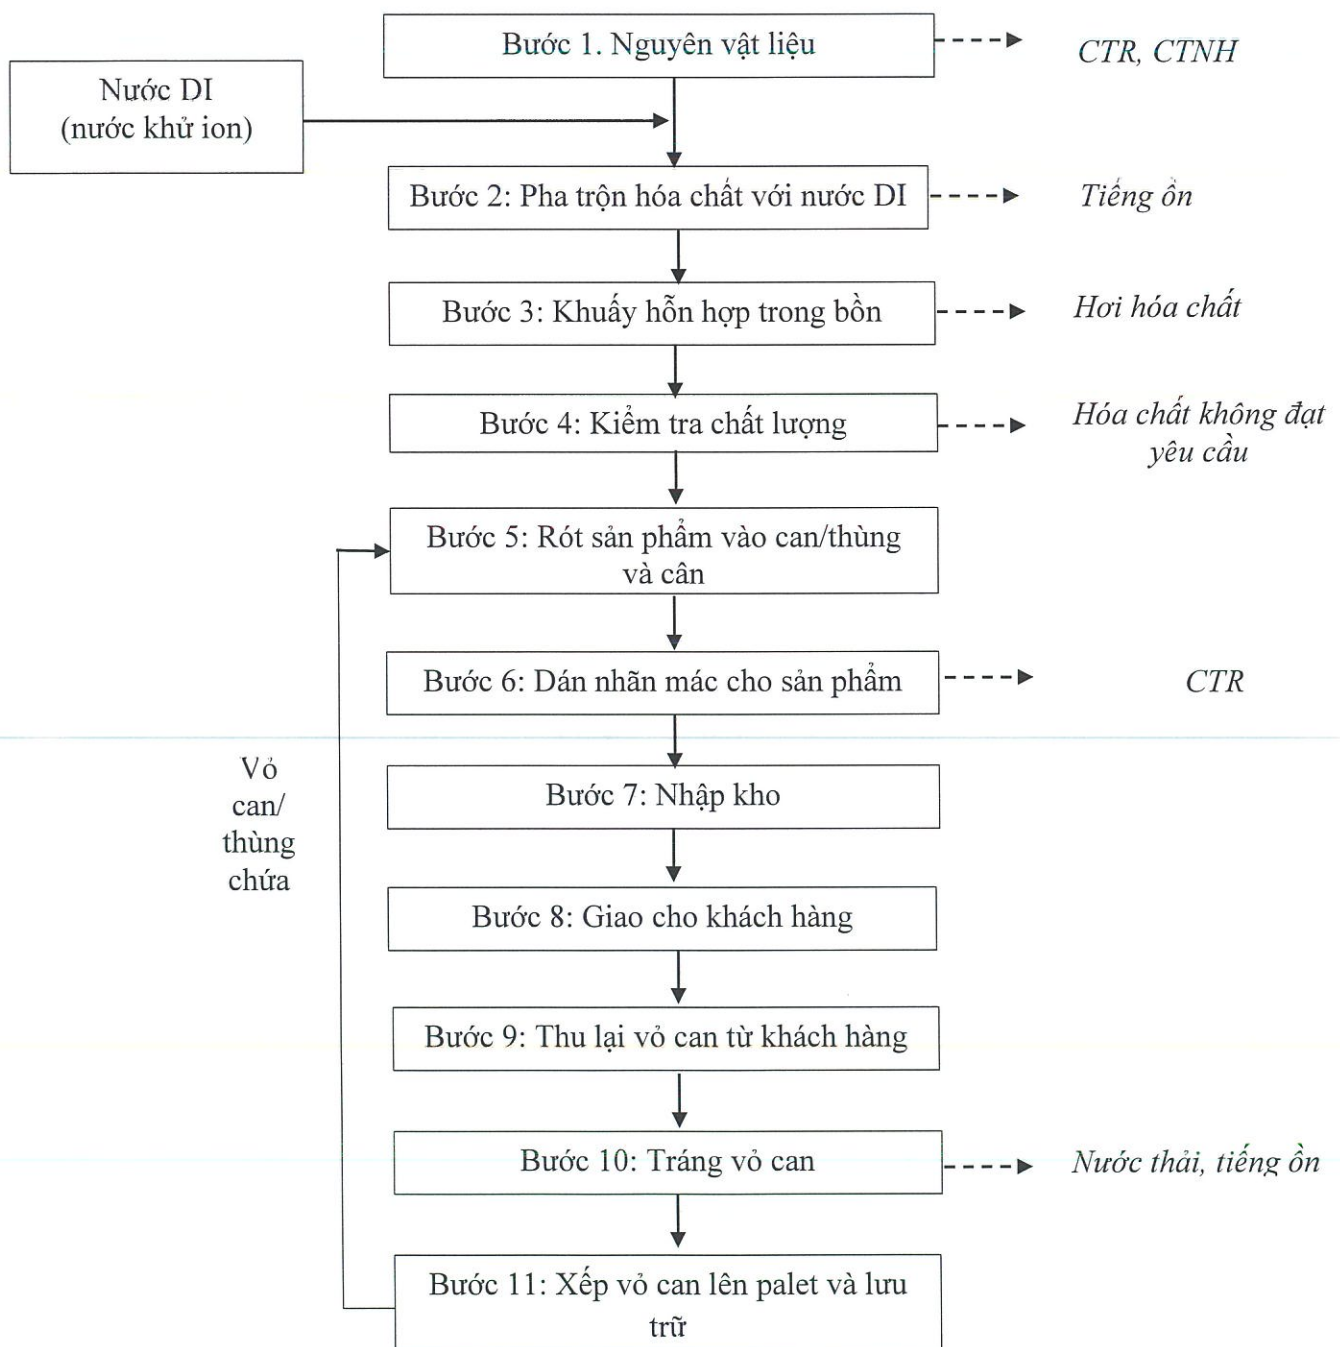 Bước 1. Nguyên vật liệu
CTR, CTNH
Nước DI
(nước khử ion)
Bước 2: Pha trộn hóa chất với nước DI
Tiếng ồn
Bước 3: Khuấy hỗn hợp trong bồn
Hơi hóa chất
Bước 4: Kiểm tra chất lượng
Hóa chất không đạt
yêu cầu
Bước 5: Rót sản phẩm vào can/thùng
và cân
Bước 6: Dán nhãn mác cho sản phẩm
CTR
Vỏ
can/
thùng
chứa
Bước 7: Nhập kho
Bước 8: Giao cho khách hàng
Bước 9: Thu lại vỏ can từ khách hàng
Bước 10: Tráng vỏ can
Nước thải, tiếng ồn
Bước 11: Xếp vỏ can lên palet và lưu
trữ